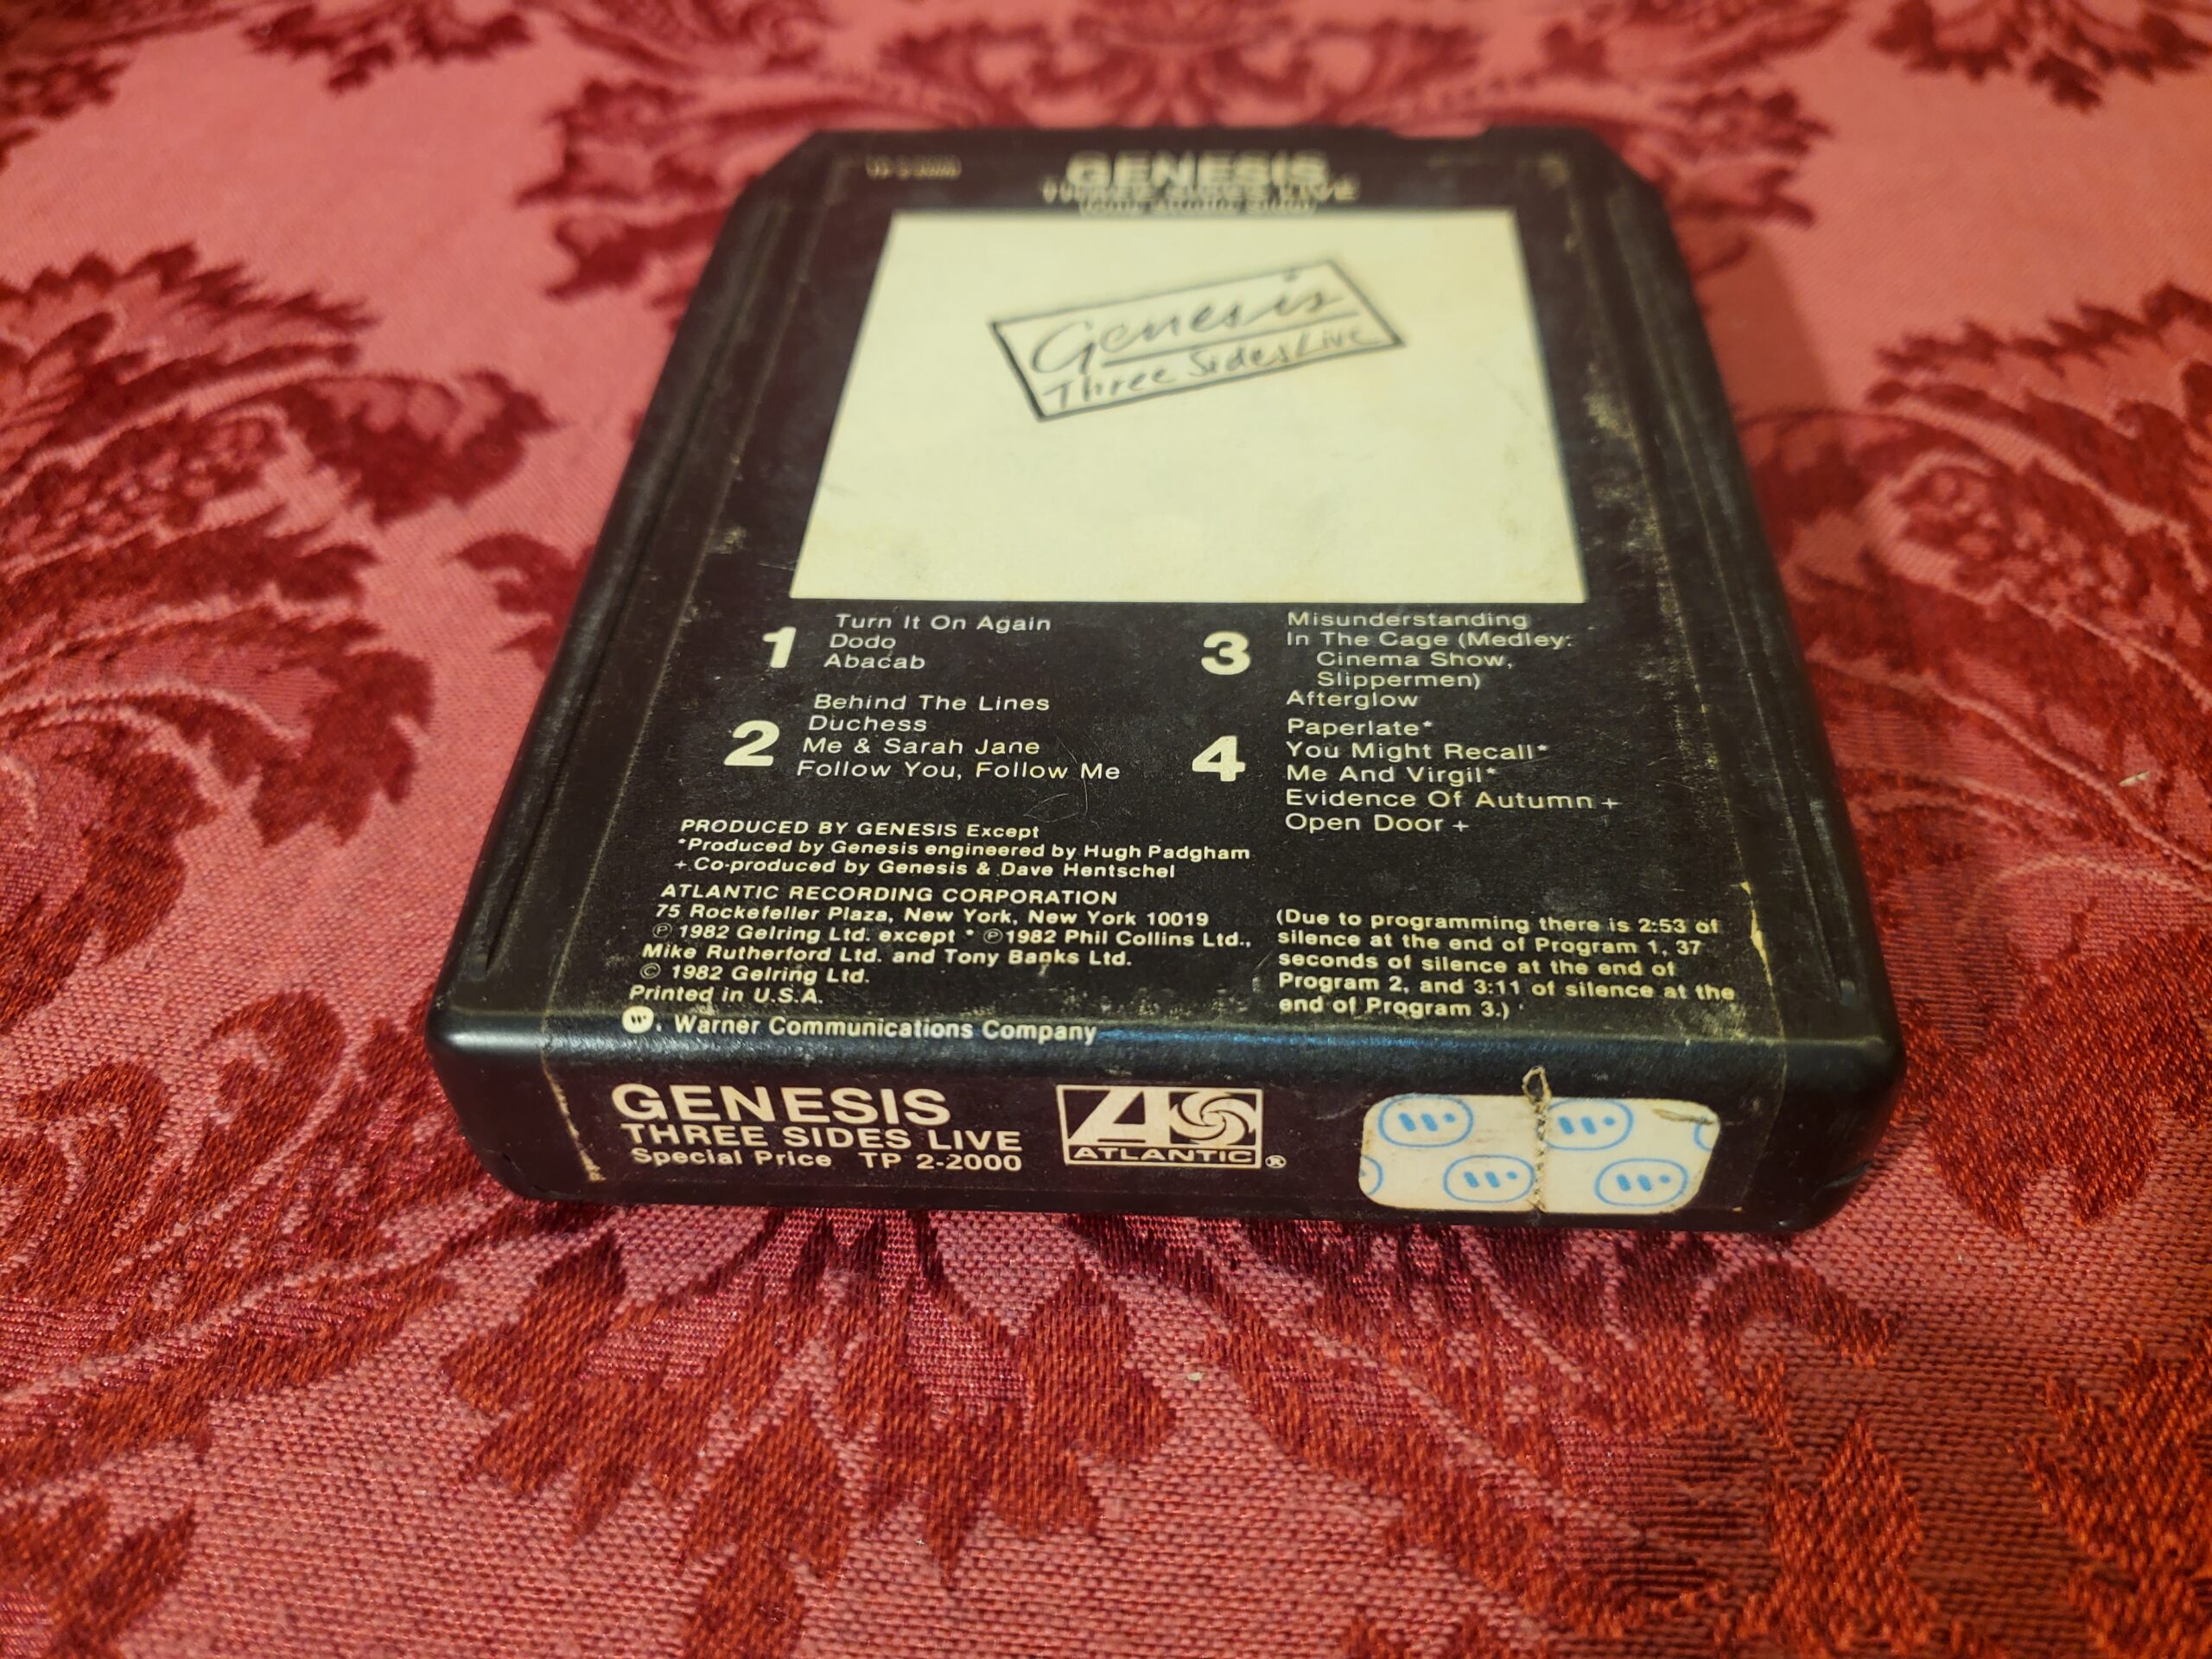 GENESIS
THREE SIDES LIVE
Genesis
Three Sides Live
1
Turn It On Again
Dodo
Abacab
2
Behind The Lines
Duchess
Me & Sarah Jane
Follow You, Follow Me
3
Misunderstanding
In The Cage (Medley:
Cinema Show,
Slippermen)
Afterglow
4
Paperlate*
You Might Recall*
Me And Virgil*
Evidence Of Autumn +
Open Door +
PRODUCED BY GENESIS Except
*Produced by Genesis engineered by Hugh Padgham
+ Co-produced by Genesis & Dave Hentschel
ATLANTIC RECORDING CORPORATION
75 Rockefeller Plaza, New York, New York 10019
℗ 1982 Gelring Ltd. except * ℗ 1982 Phil Collins Ltd.,
Mike Rutherford Ltd. and Tony Banks Ltd.
© 1982 Gelring Ltd.
Printed in U.S.A.
Warner Communications Company
(Due to programming there is 2:53 of
silence at the end of Program 1, 37
seconds of silence at the end of
Program 2, and 3:11 of silence at the
end of Program 3.)
GENESIS
THREE SIDES LIVE
Special Price TP 2-2000
ATLANTIC ®